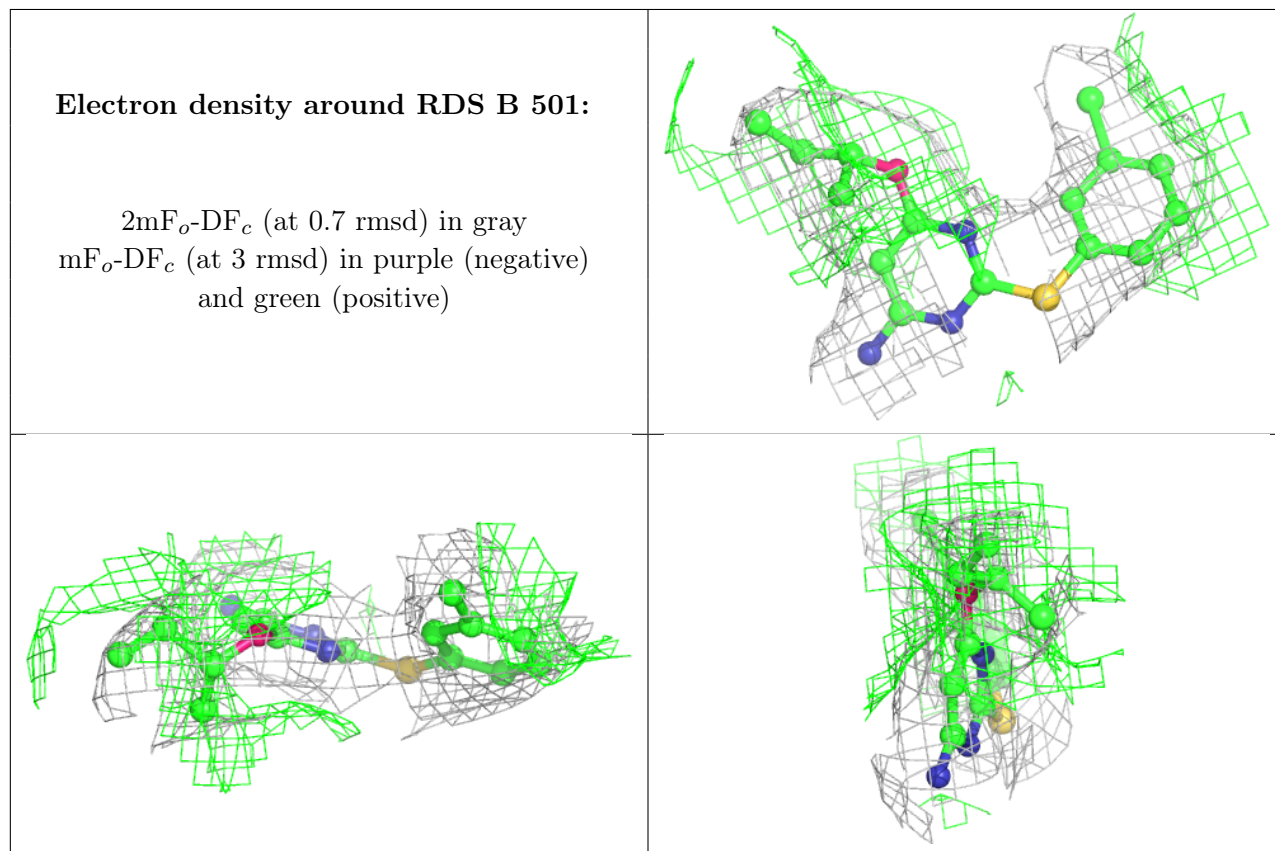 Electron density around RDS B 501:
2mFo-DFc (at 0.7 rmsd) in gray
mFo-DFc (at 3 rmsd) in purple (negative)
and green (positive)